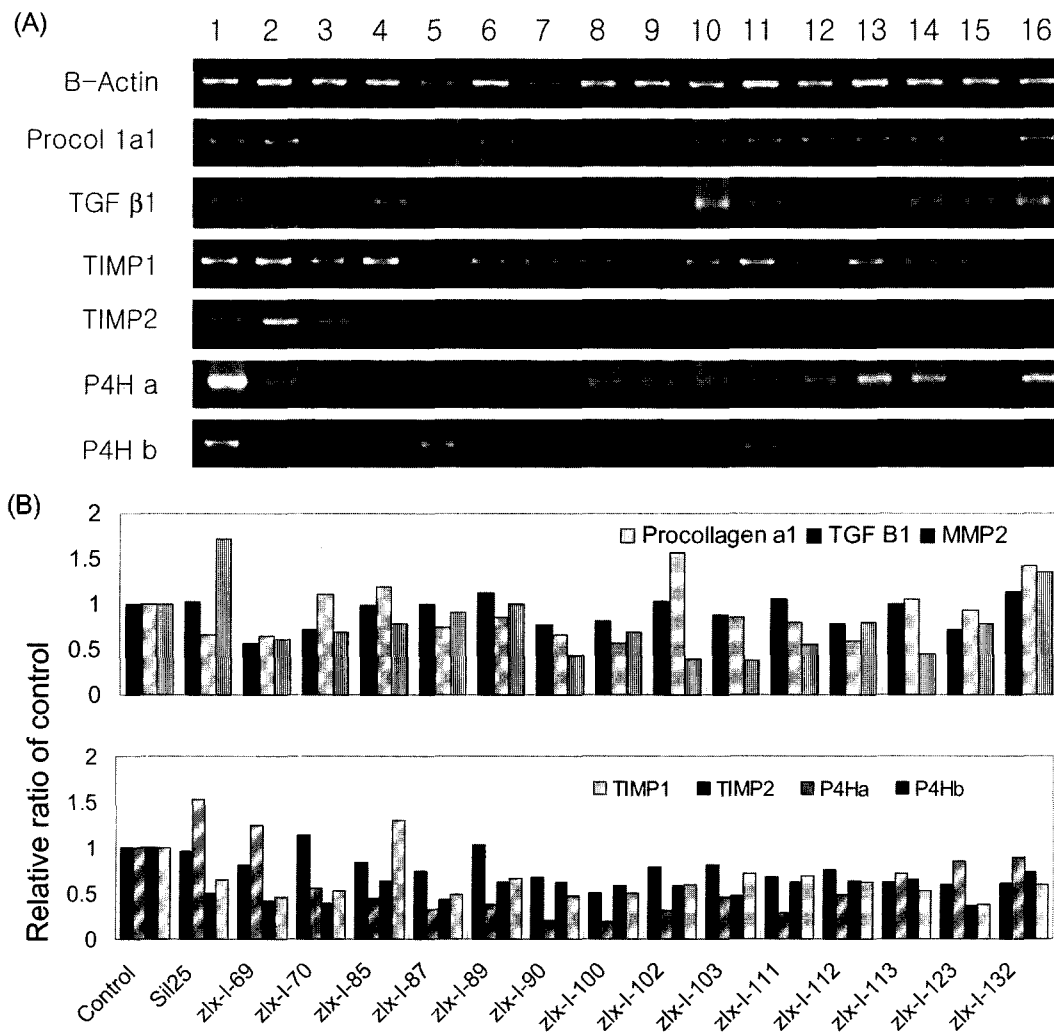 (A)
1 2 3 4 5 6 7 8 9 10 11 12 13 14 15 16
B-Actin
Procol 1a1
TGF β1
TIMP1
TIMP2
P4H a
P4H b
(B)
Relative ratio of control
2
1.5
1
0.5
0
Procollagen a1 TGF B1 MMP2
2
1.5
1
0.5
0
TIMP1 TIMP2 P4Ha P4Hb
Control Sil25 zlx-I-69 zlx-I-70 zlx-I-85 zlx-I-87 zlx-I-89 zlx-I-90 zlx-I-100 zlx-I-102 zlx-I-103 zlx-I-111 zlx-I-112 zlx-I-113 zlx-I-123 zlx-I-132